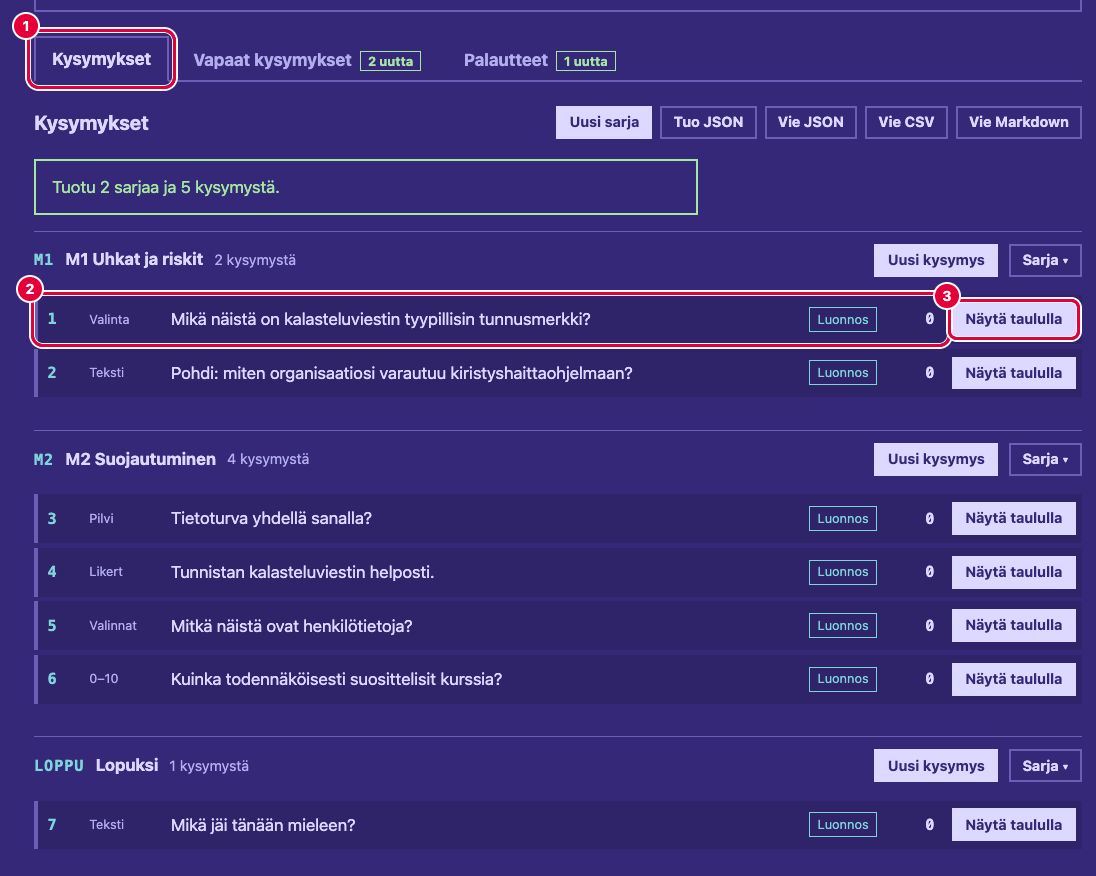 1
Kysymykset Vapaat kysymykset 2 uutta Palautteet 1 uutta
Kysymykset Uusi sarja Tuo JSON Vie JSON Vie CSV Vie Markdown
Tuotu 2 sarjaa ja 5 kysymystä.
M1 M1 Uhkat ja riskit 2 kysymystä Uusi kysymys Sarja ▾
2 3
1 Valinta Mikä näistä on kalasteluviestin tyypillisin tunnusmerkki? Luonnos 0 Näytä taululla
2 Teksti Pohdi: miten organisaatiosi varautuu kiristyshaittaohjelmaan? Luonnos 0 Näytä taululla
M2 M2 Suojautuminen 4 kysymystä Uusi kysymys Sarja ▾
3 Pilvi Tietoturva yhdellä sanalla? Luonnos 0 Näytä taululla
4 Likert Tunnistan kalasteluviestin helposti. Luonnos 0 Näytä taululla
5 Valinnat Mitkä näistä ovat henkilötietoja? Luonnos 0 Näytä taululla
6 0–10 Kuinka todennäköisesti suosittelisit kurssia? Luonnos 0 Näytä taululla
LOPPU Lopuksi 1 kysymystä Uusi kysymys Sarja ▾
7 Teksti Mikä jäi tänään mieleen? Luonnos 0 Näytä taululla